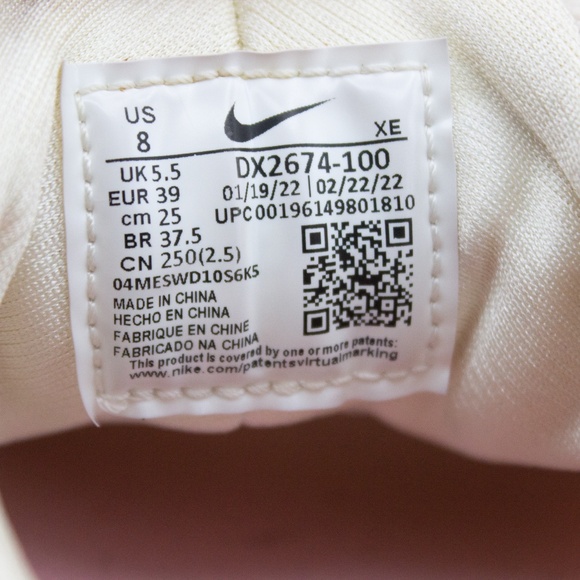 US
8
XE
UK 5.5
DX2674-100
EUR 39
01/19/22 | 02/22/22
cm 25
UPC 00196149801810
BR 37.5
CN 250(2.5)
04MESWD10S6K5
MADE IN CHINA
HECHO EN CHINA
FABRIQUE EN CHINE
FABRICADO NA CHINA
This product is covered by one or more patents:
www.nike.com/patentsvirtualmarking